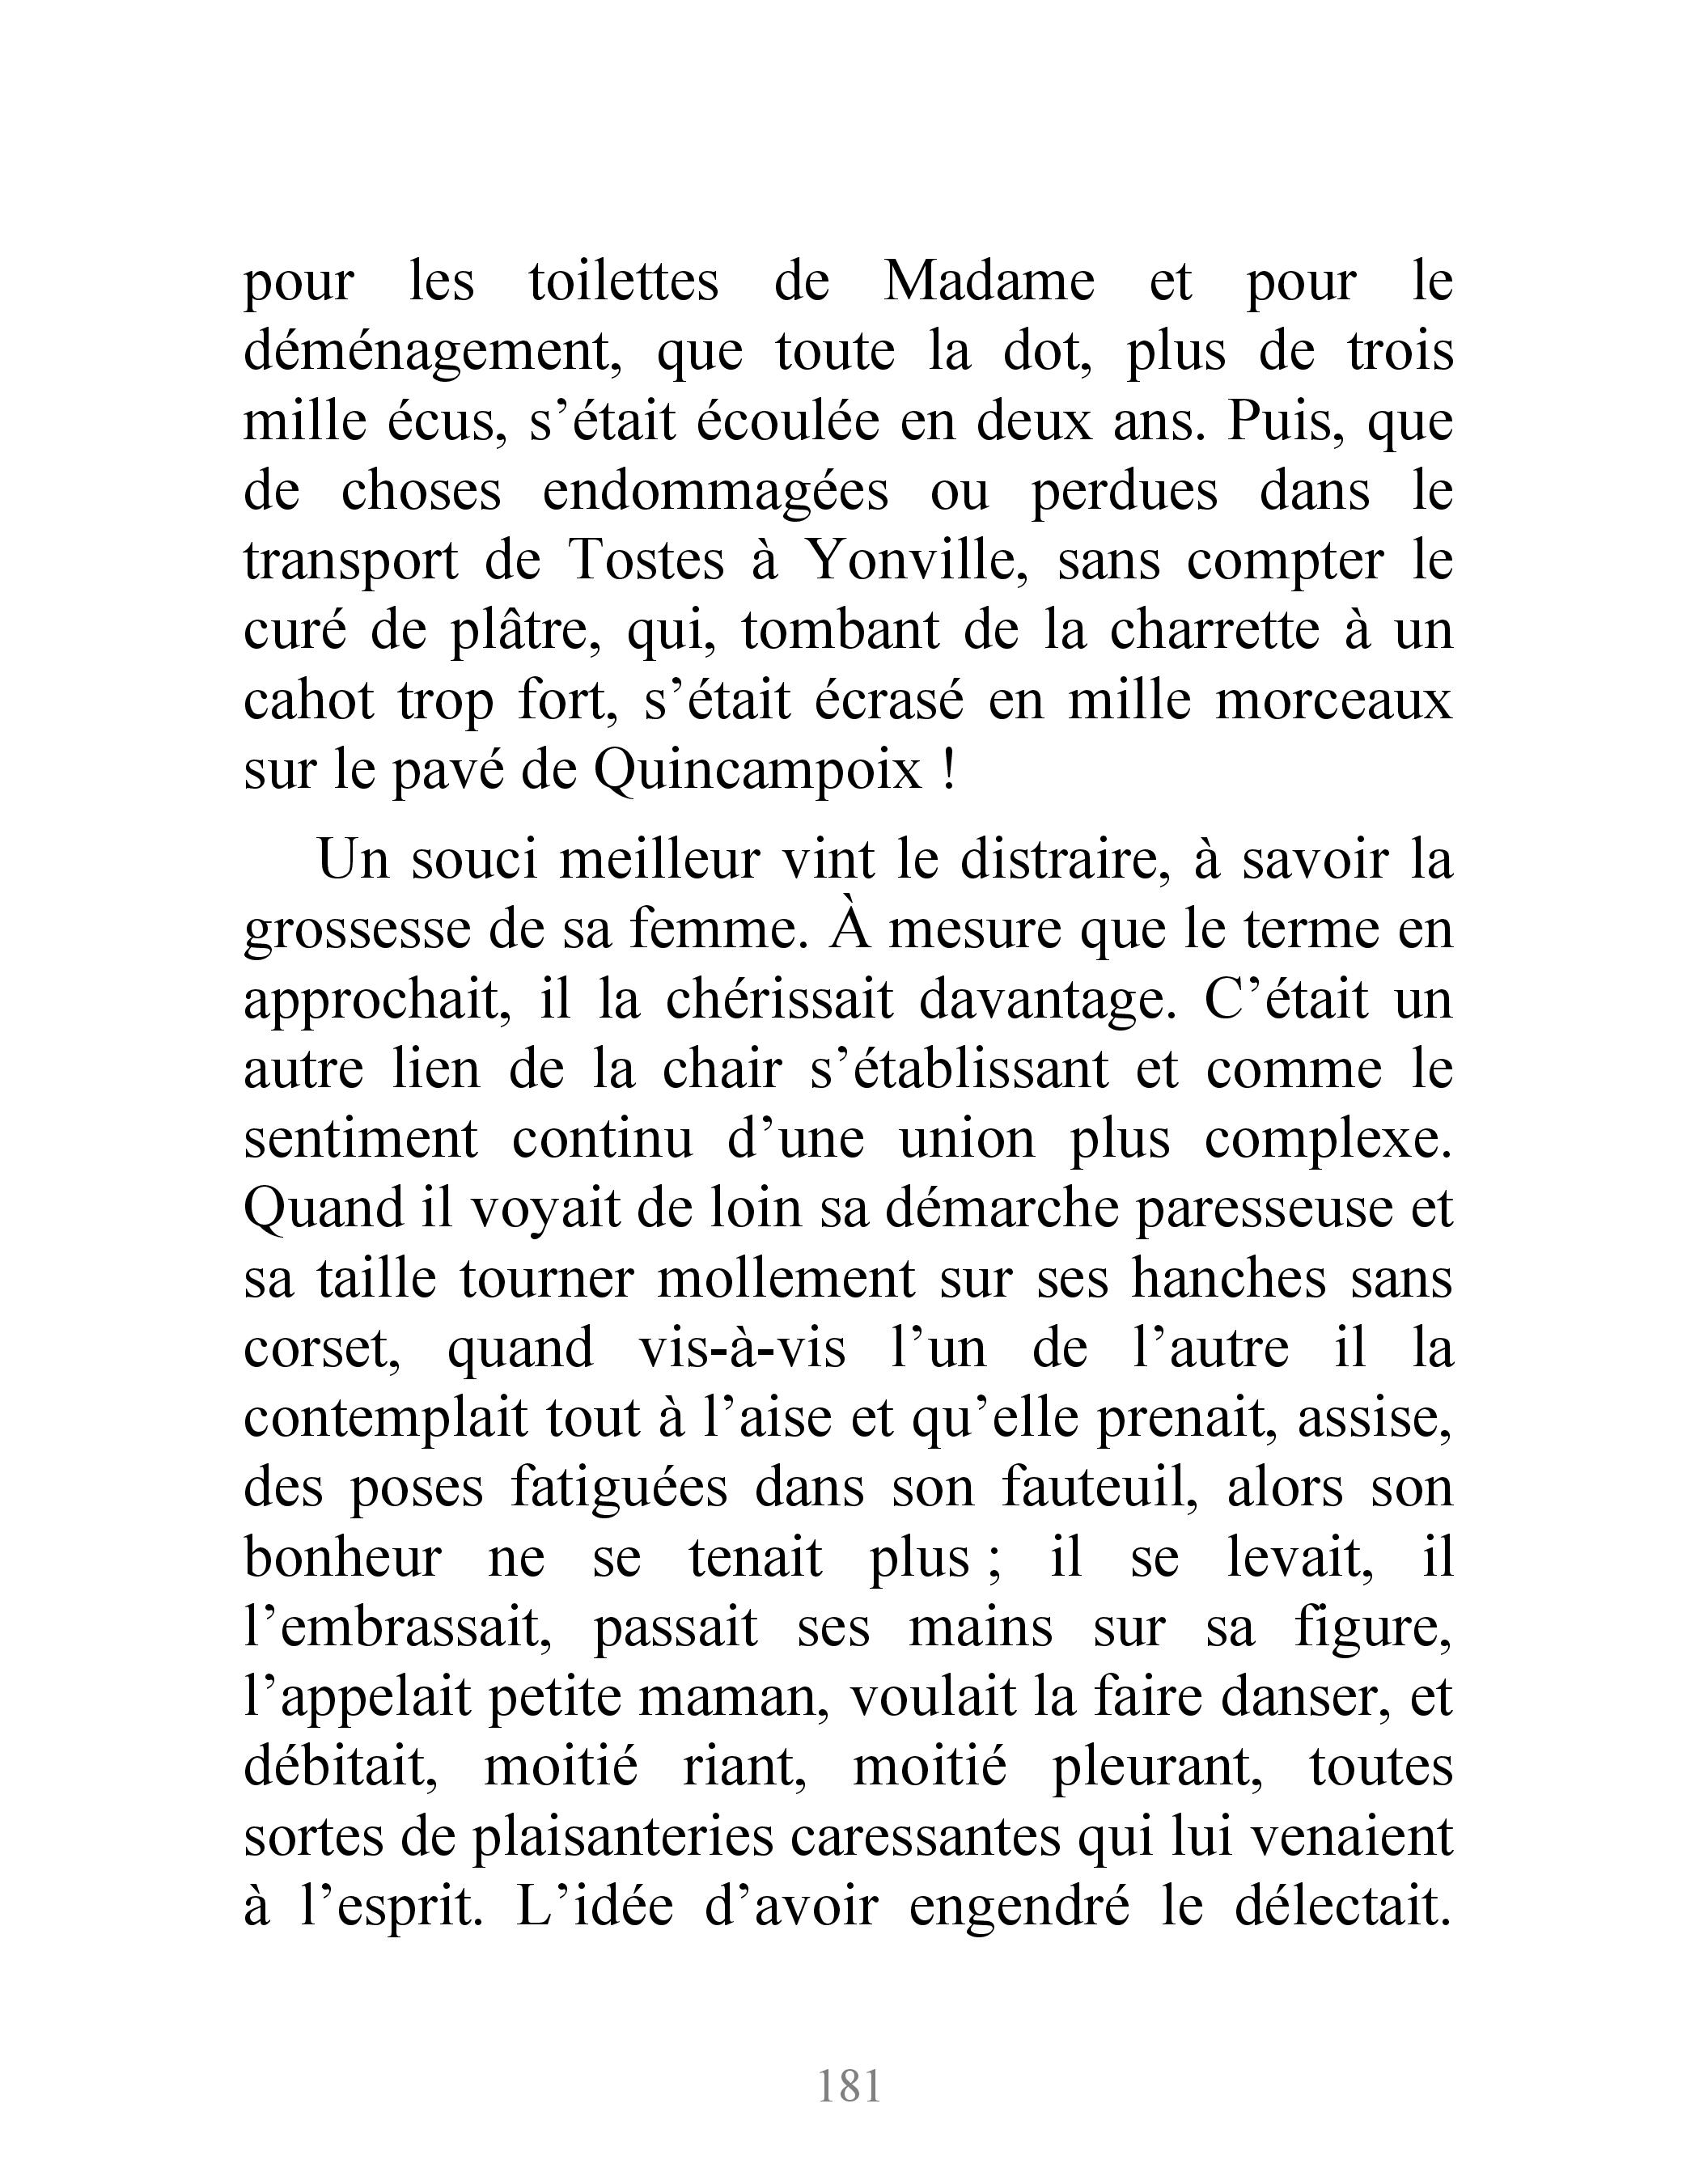 pour les toilettes de Madame et pour le
déménagement, que toute la dot, plus de trois
mille écus, s’était écoulée en deux ans. Puis, que
de choses endommagées ou perdues dans le
transport de Tostes à Yonville, sans compter le
curé de plâtre, qui, tombant de la charrette à un
cahot trop fort, s’était écrasé en mille morceaux
sur le pavé de Quincampoix !
Un souci meilleur vint le distraire, à savoir la
grossesse de sa femme. À mesure que le terme en
approchait, il la chérissait davantage. C’était un
autre lien de la chair s’établissant et comme le
sentiment continu d’une union plus complexe.
Quand il voyait de loin sa démarche paresseuse et
sa taille tourner mollement sur ses hanches sans
corset, quand vis-à-vis l’un de l’autre il la
contemplait tout à l’aise et qu’elle prenait, assise,
des poses fatiguées dans son fauteuil, alors son
bonheur ne se tenait plus ; il se levait, il
l’embrassait, passait ses mains sur sa figure,
l’appelait petite maman, voulait la faire danser, et
débitait, moitié riant, moitié pleurant, toutes
sortes de plaisanteries caressantes qui lui venaient
à l’esprit. L’idée d’avoir engendré le délectait.
181